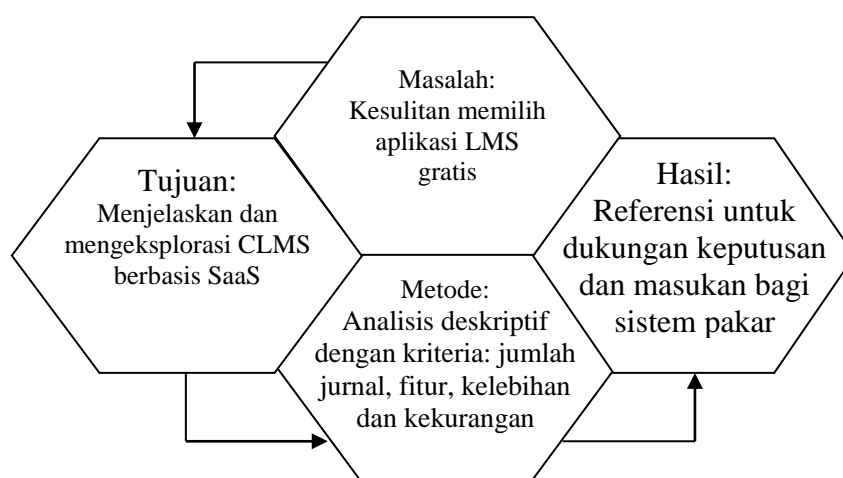 Masalah:
Kesulitan memilih
aplikasi LMS
gratis
Tujuan:
Menjelaskan dan
mengeksplorasi CLMS
berbasis SaaS
Metode:
Analisis deskriptif
dengan kriteria: jumlah
jurnal, fitur, kelebihan
dan kekurangan
Hasil:
Referensi untuk
dukungan keputusan
dan masukan bagi
sistem pakar